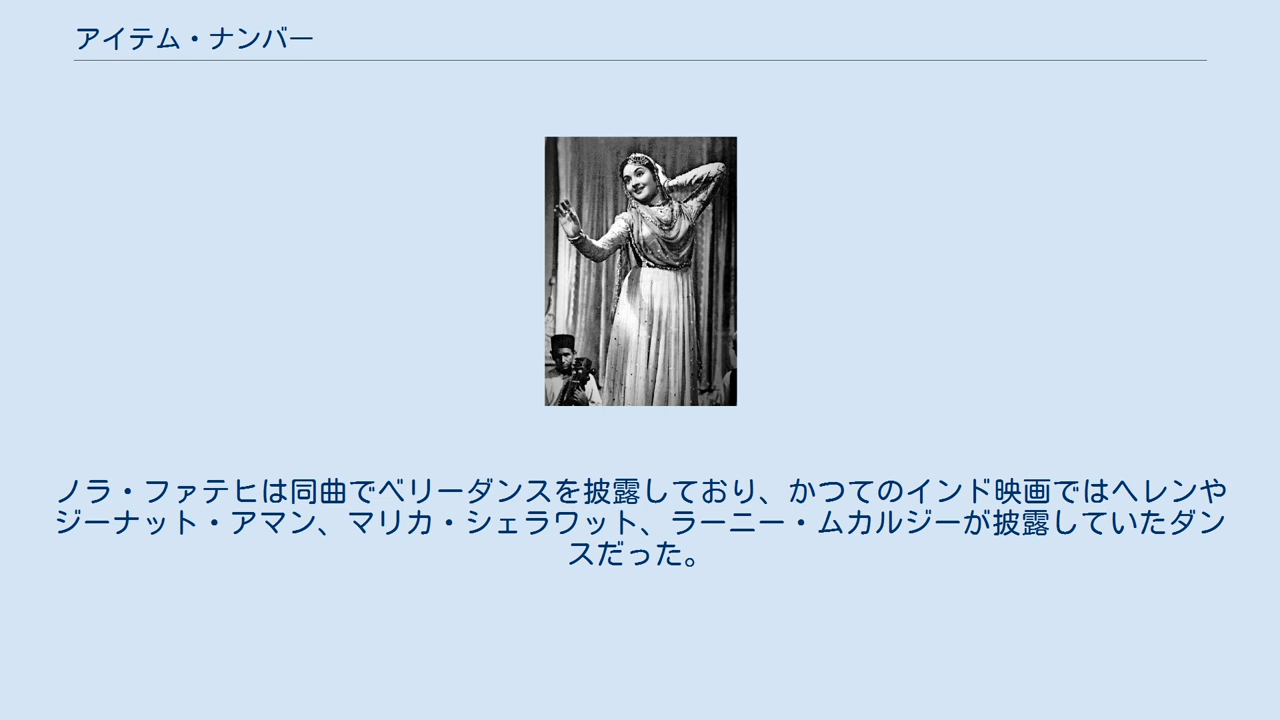 アイテム・ナンバー
ノラ・ファテヒは同曲でベリーダンスを披露しており、かつてのインド映画ではヘレンや
ジーナット・アマン、マリカ・シェラワット、ラーニー・ムカルジーが披露していたダン
スだった。